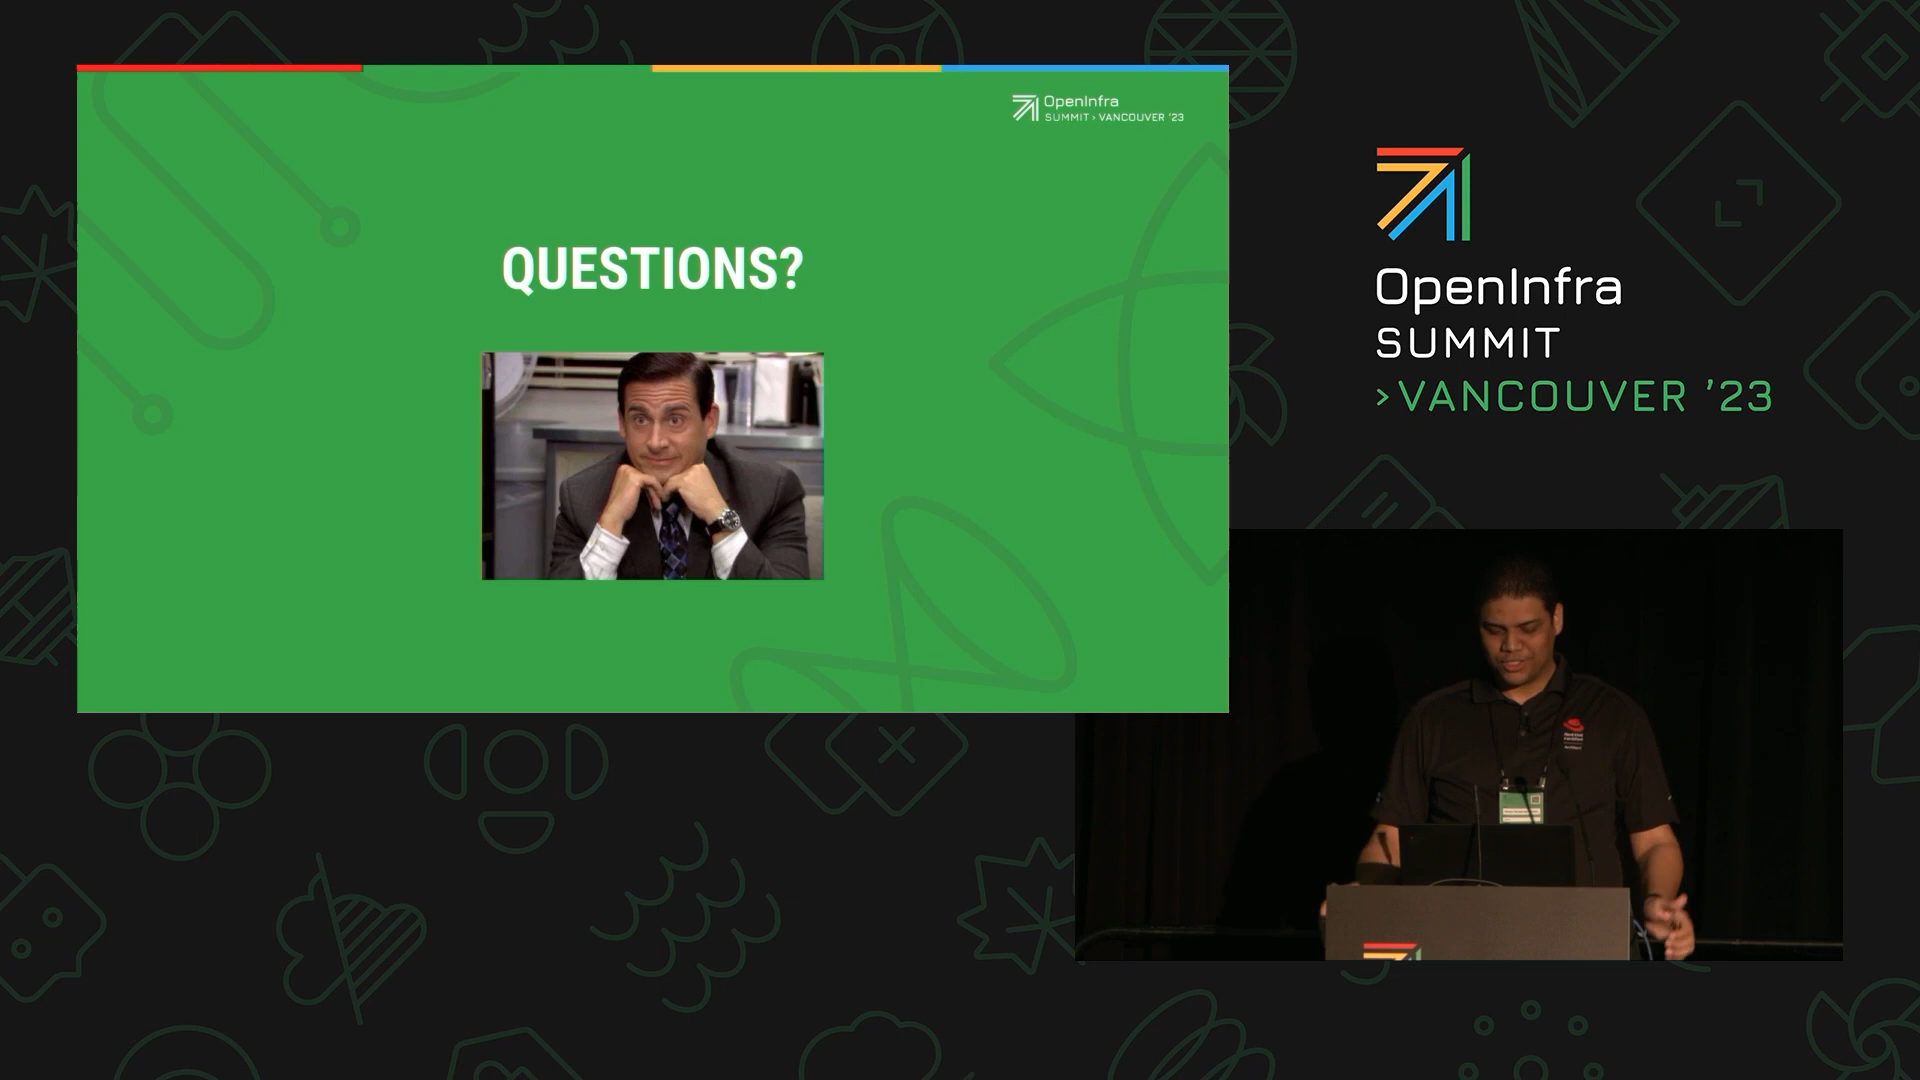 OpenInfra
SUMMIT > VANCOUVER '23
QUESTIONS?
OpenInfra
SUMMIT
>VANCOUVER '23